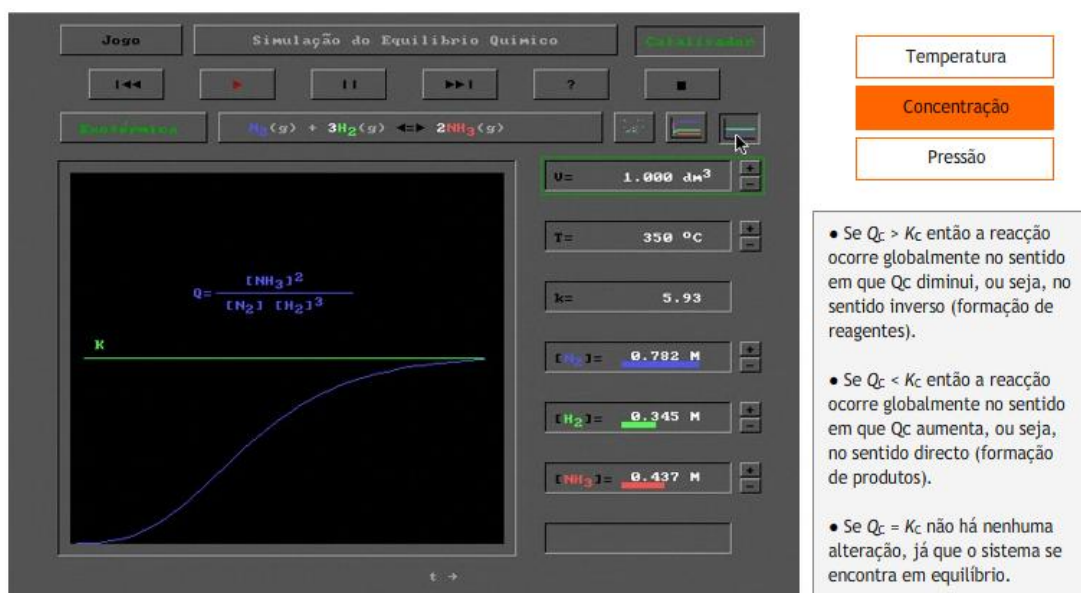 Jogo
Simulação do Equilíbrio Químico
Catalisador
?
Exotérmica
N2(g) + 3H2(g) ◄=► 2NH3(g)
V= 1.000 dm3
T= 350 ºC
k= 5.93
[N2]= 0.782 M
[H2]= 0.345 M
[NH3]= 0.437 M
Q= [NH3]2
[N2] [H2]3
K
t →
Temperatura
Concentração
Pressão
● Se QC > KC então a reacção
ocorre globalmente no sentido
em que Qc diminui, ou seja, no
sentido inverso (formação de
reagentes).
● Se QC < KC então a reacção
ocorre globalmente no sentido
em que Qc aumenta, ou seja,
no sentido directo (formação
de produtos).
● Se QC = KC não há nenhuma
alteração, já que o sistema se
encontra em equilíbrio.